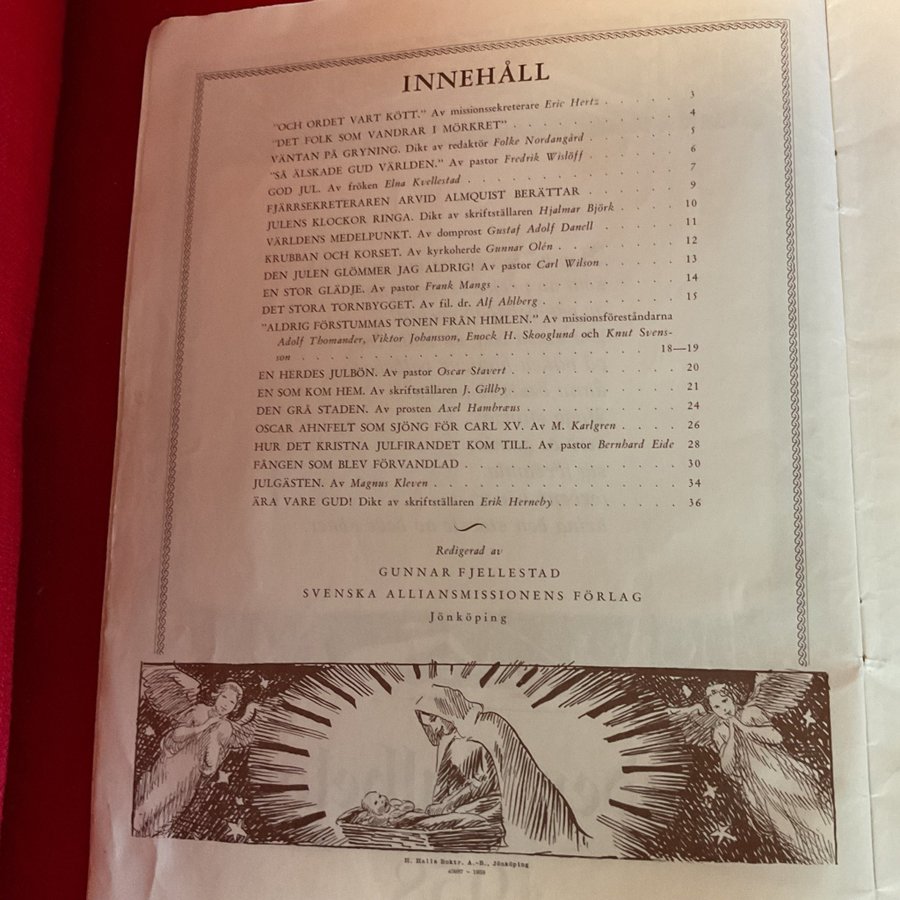 INNEHÅLL
"OCH ORDET VART KÖTT." Av missionssekreterare Eric Hertz . . . . . . 3
"DET FOLK SOM VANDRAR I MÖRKRET" . . . . . . . . . . 4
VÄNTAN PÅ GRYNING. Dikt av redaktör Folke Nordangård . . . . . . 5
"SÅ ÄLSKADE GUD VÄRLDEN." Av pastor Fredrik Wislöff . . . . . . 6
GOD JUL. Av fröken Elna Kvellestad . . . . . . . . . . . . 7
FJÄRRSEKRETERAREN ARVID ALMQUIST BERÄTTAR . . . . . . 9
JULENS KLOCKOR RINGA. Dikt av skriftställaren Hjalmar Björk . . . . 10
VÄRLDENS MEDELPUNKT. Av domprost Gustaf Adolf Danell . . . . . 11
KRUBBAN OCH KORSET. Av kyrkoherde Gunnar Olén . . . . . . . 12
DEN JULEN GLÖMMER JAG ALDRIG! Av pastor Carl Wilson . . . . . 13
EN STOR GLÄDJE. Av pastor Frank Mangs . . . . . . . . . . 14
DET STORA TORNBYGGET. Av fil. dr. Alf Ahlberg . . . . . . . . 15
"ALDRIG FÖRSTUMMAS TONEN FRÅN HIMLEN." Av missionsföreståndarna
Adolf Thomander, Viktor Johansson, Enock H. Skooglund och Knut Svens-
son . . . . . . . . . . . . . . . . . . . . . 18—19
EN HERDES JULBÖN. Av pastor Oscar Stavert . . . . . . . . . 20
EN SOM KOM HEM. Av skriftställaren J. Gillby . . . . . . . . . 21
DEN GRÅ STADEN. Av prosten Axel Hambræus . . . . . . . . . 24
OSCAR AHNFELT SOM SJÖNG FÖR CARL XV. Av M. Karlgren . . . . 26
HUR DET KRISTNA JULFIRANDET KOM TILL. Av pastor Bernhard Eide 28
FÅNGEN SOM BLEV FÖRVANDLAD . . . . . . . . . . . . 30
JULGÄSTEN. Av Magnus Kleven . . . . . . . . . . . . . . 34
ÄRA VARE GUD! Dikt av skriftställaren Erik Herneby . . . . . . . 36
Redigerad av
GUNNAR FJELLESTAD
SVENSKA ALLIANSMISSIONENS FÖRLAG
Jönköping
H. Halls Boktr. A.-B., Jönköping